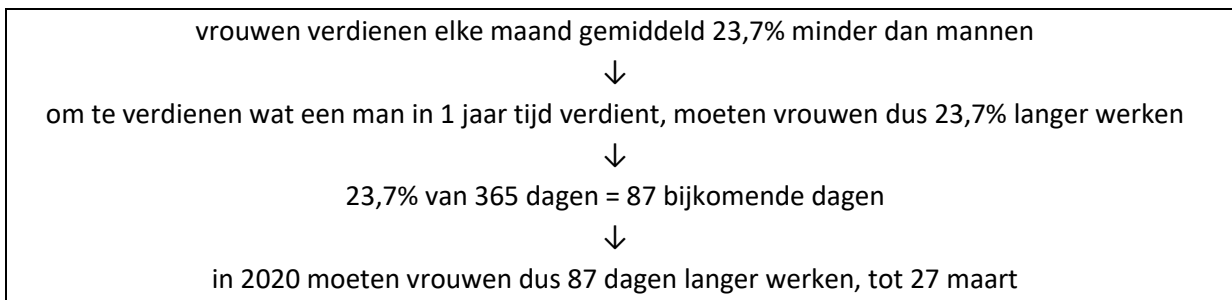 vrouwen verdienen elke maand gemiddeld 23,7% minder dan mannen
↓
om te verdienen wat een man in 1 jaar tijd verdient, moeten vrouwen dus 23,7% langer werken
↓
23,7% van 365 dagen = 87 bijkomende dagen
↓
in 2020 moeten vrouwen dus 87 dagen langer werken, tot 27 maart